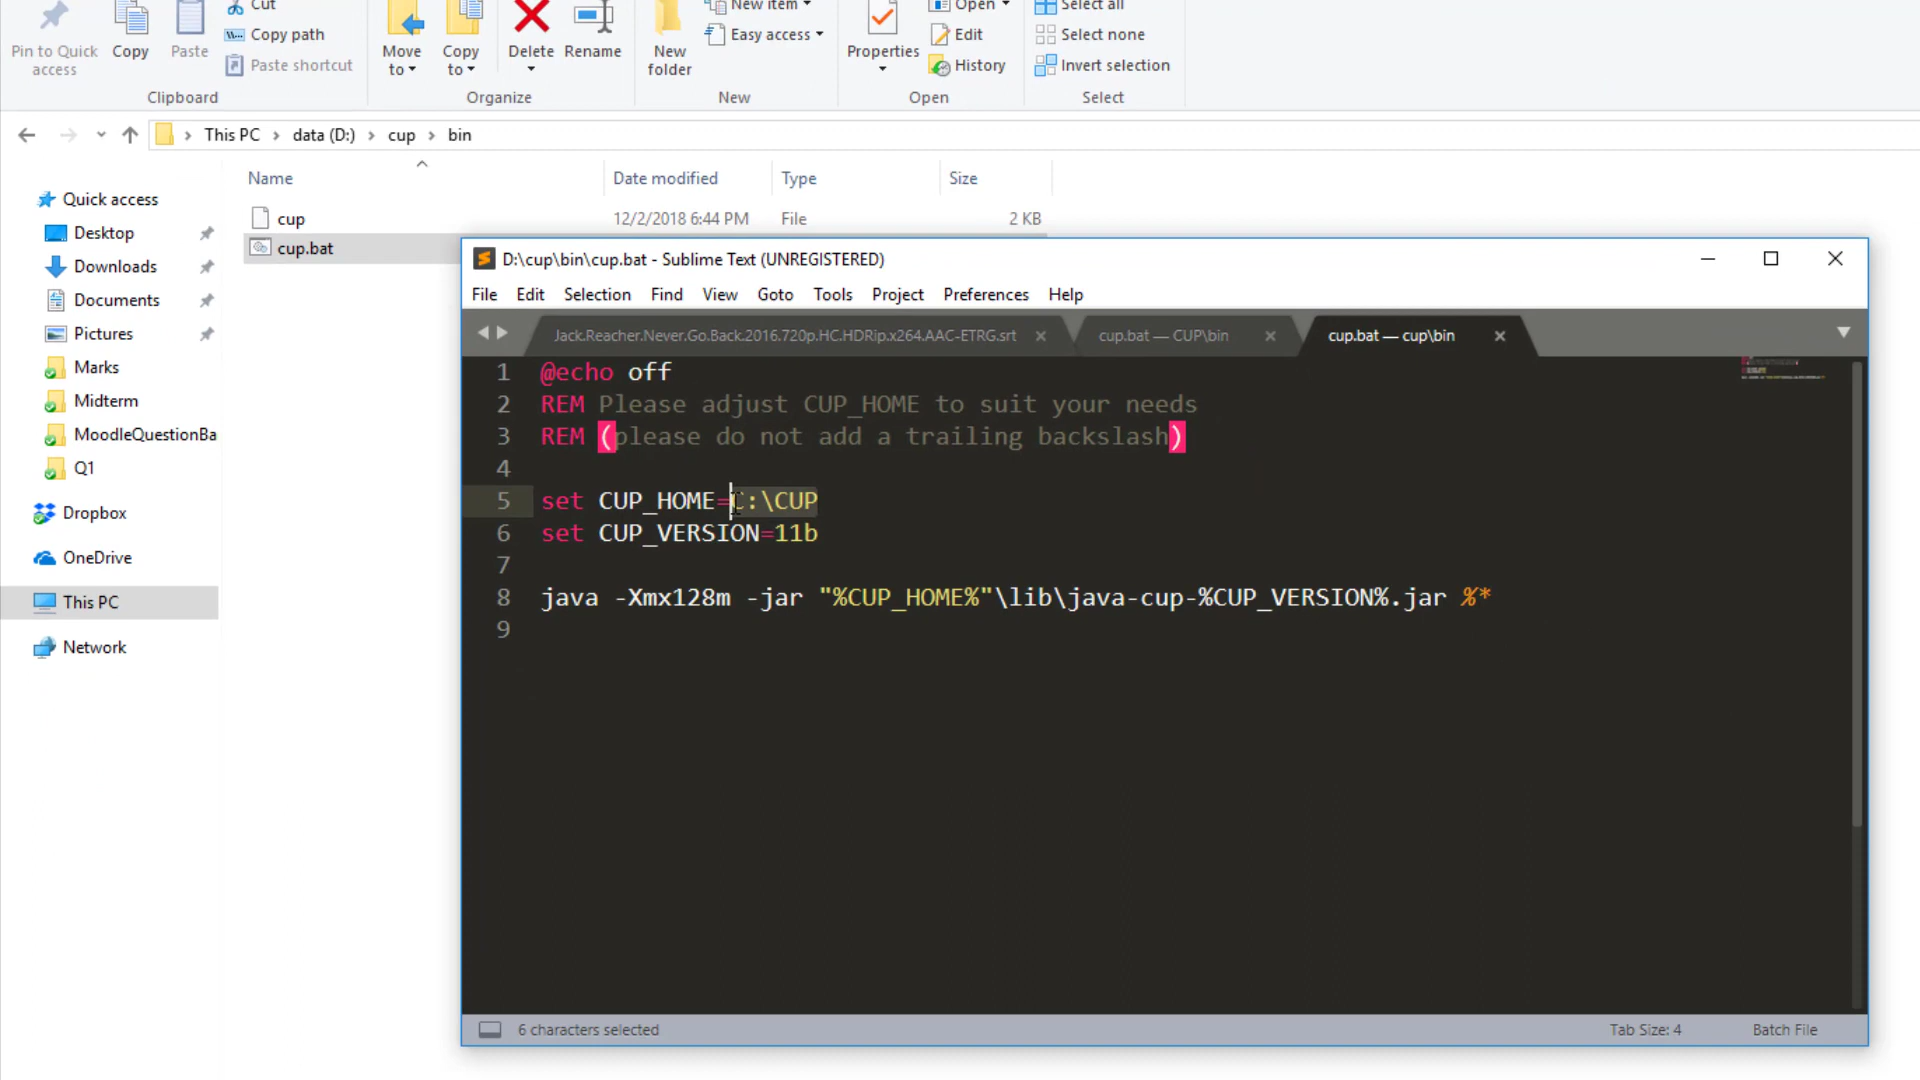 Cut
New item
Open
Select all
Copy path
Easy access
Edit
Select none
Pin to Quick access
Copy
Paste
Paste shortcut
Move to
Copy to
Delete
Rename
New folder
Properties
History
Invert selection
Clipboard
Organize
New
Open
Select
This PC > data (D:) > cup > bin
Name
Date modified
Type
Size
Quick access
Desktop
Downloads
Documents
Pictures
Marks
Midterm
MoodleQuestionBa
Q1
Dropbox
OneDrive
This PC
Network
cup 12/2/2018 6:44 PM File 2 KB
cup.bat
D:\cup\bin\cup.bat - Sublime Text (UNREGISTERED)
File Edit Selection Find View Goto Tools Project Preferences Help
Jack.Reacher.Never.Go.Back.2016.720p.HC.HDRip.x264.AAC-ETRG.srt
cup.bat — CUP\bin
cup.bat — cup\bin
1 @echo off
2 REM Please adjust CUP_HOME to suit your needs
3 REM (please do not add a trailing backslash)
4
5 set CUP_HOME=C:\CUP
6 set CUP_VERSION=11b
7
8 java -Xmx128m -jar "%CUP_HOME%"\lib\java-cup-%CUP_VERSION%.jar %*
9
6 characters selected
Tab Size: 4
Batch File